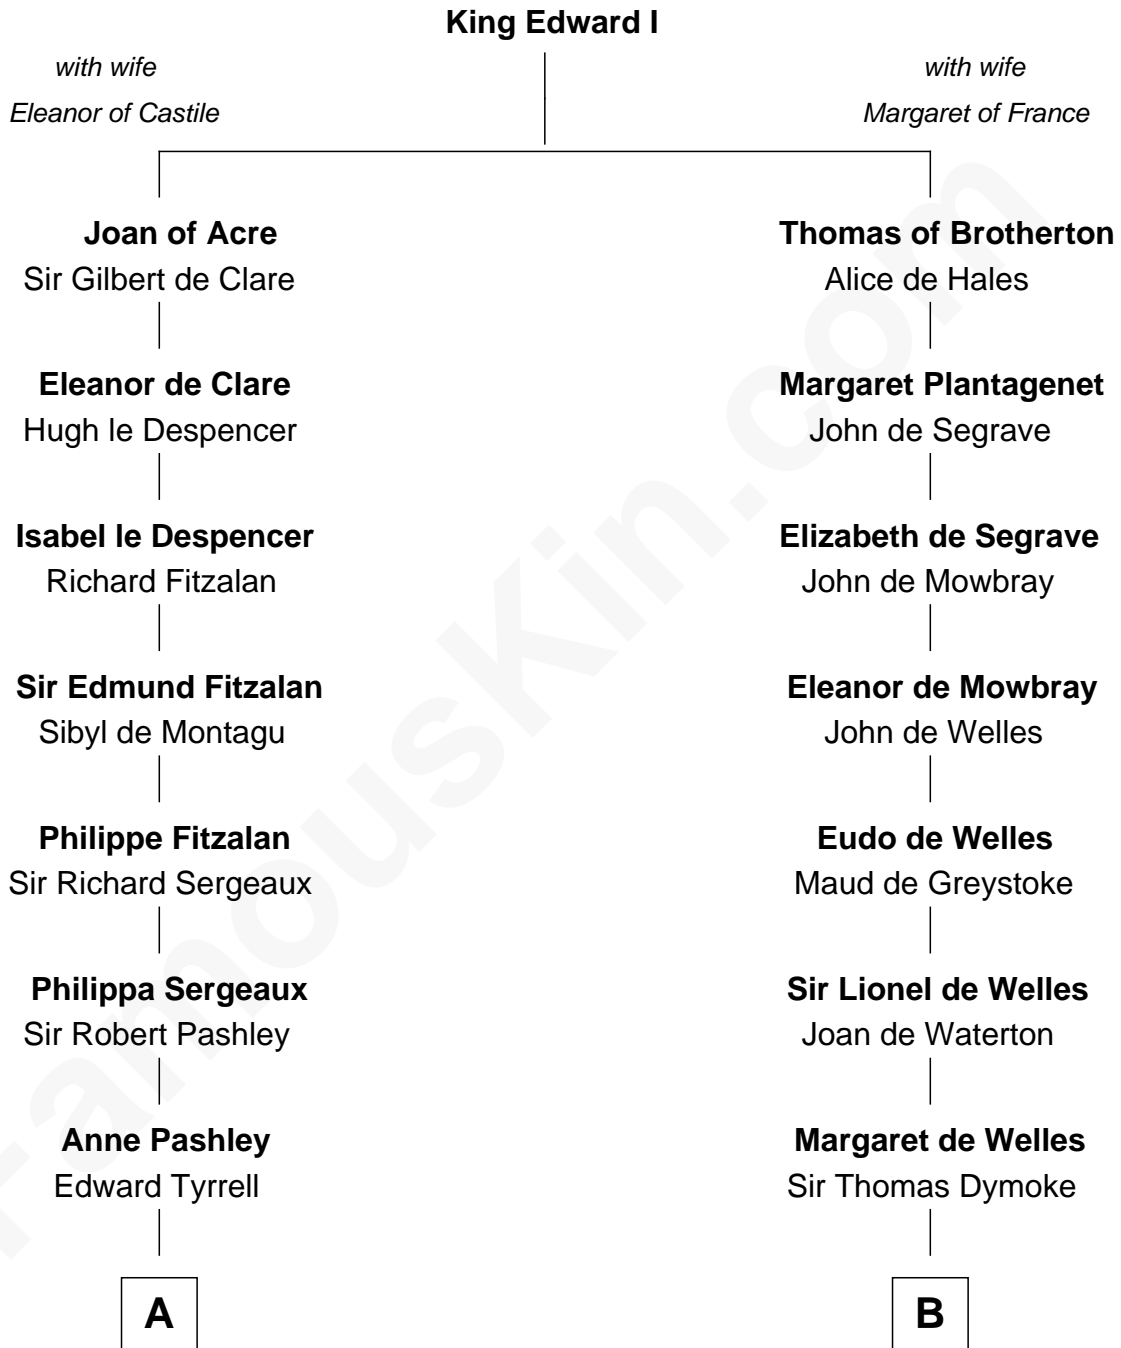 King Edward I
with wife
Eleanor of Castile
with wife
Margaret of France
Joan of Acre
Sir Gilbert de Clare
Thomas of Brotherton
Alice de Hales
Eleanor de Clare
Hugh le Despencer
Margaret Plantagenet
John de Segrave
Isabel le Despencer
Richard Fitzalan
Elizabeth de Segrave
John de Mowbray
Sir Edmund Fitzalan
Sibyl de Montagu
Eleanor de Mowbray
John de Welles
Philippe Fitzalan
Sir Richard Sergeaux
Eudo de Welles
Maud de Greystoke
Philippa Sergeaux
Sir Robert Pashley
Sir Lionel de Welles
Joan de Waterton
Anne Pashley
Edward Tyrrell
Margaret de Welles
Sir Thomas Dymoke
A
B
FamousKin.com